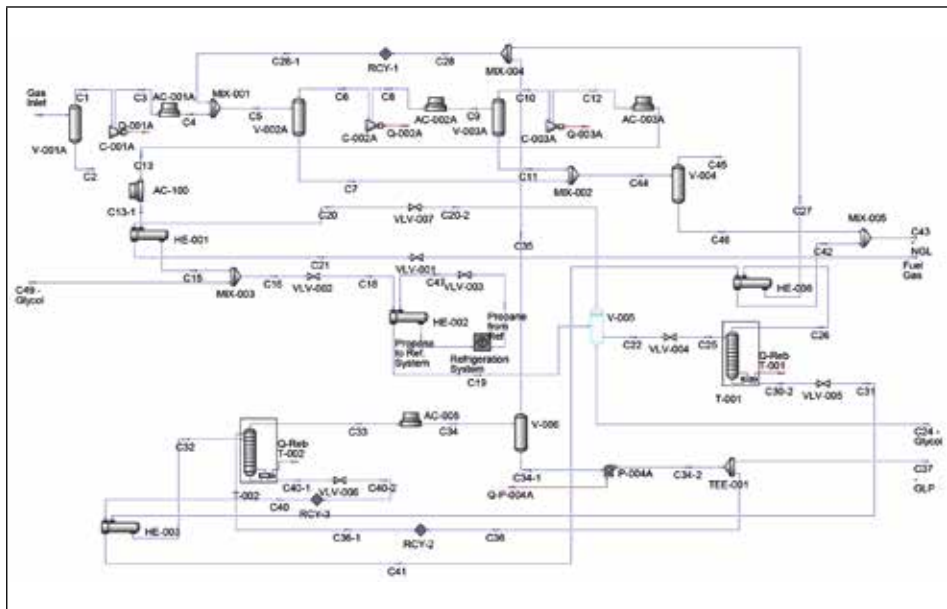 C26-1
RCY-1
C28
MIX-004
Gas
Inlet
C1
C3
AC-001A
MIX-001
C4
C5
C6
C8
AC-002A
C9
C10
C12
AC-003A
V-001A
C-001A
Q-001A
V-002A
C-002A
Q-002A
V-003A
C-003A
Q-003A
C2
C13
AC-100
C13-1
C7
C11
MIX-002
C44
C45
V-004
C27
MIX-005
C20
VLV-007
C20-2
C46
C43
NGL
C42
HE-001
C35
C21
VLV-001
Fuel
Gas
C15
MIX-003
C16
VLV-002
C18
VLV-003
C49 -
Glycol
HE-002
Propane
from
Ref.
Propane
to Ref.
System
Refrigeration
System
C19
V-005
C22
VLV-004
C25
C26
Q-Reb
T-001
C30-2
VLV-005
C31
T-001
C32
C33
AC-005
C34
V-006
C24 -
Glycol
Q-Reb
T-002
C34-1
P-004A
C34-2
TEE-001
C37
GLP
Q-P-004A
T-002
C40-1
VLV-006
C40-2
C40
RCY-3
HE-003
C36-1
RCY-2
C36
C41